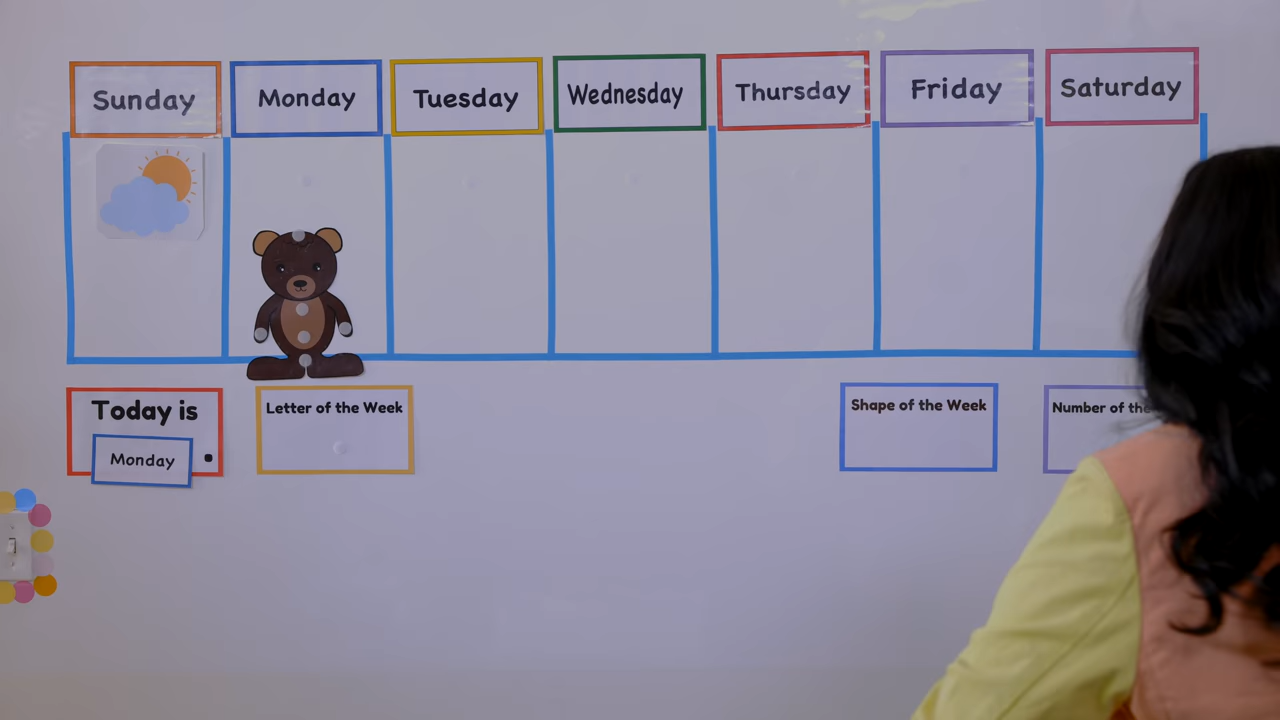 Sunday
Monday
Tuesday
Wednesday
Thursday
Friday
Saturday
Today is
Monday .
Letter of the Week
Shape of the Week
Number of the